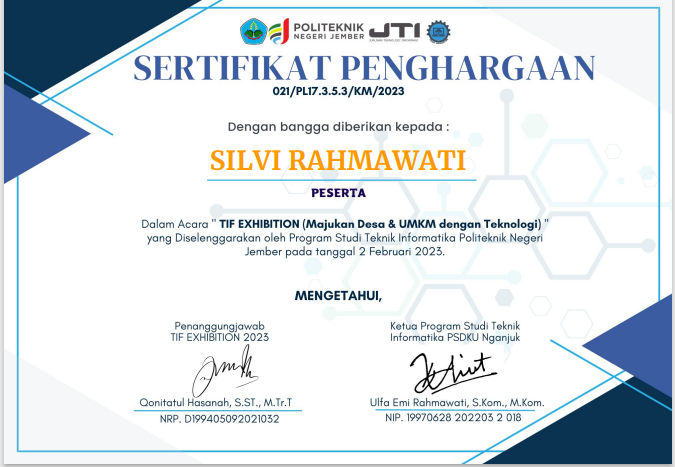 POLITEKNIK
NEGERI JEMBER
JTI
SERTIFIKAT PENGHARGAAN
021/PL17.3.5.3/KM/2023
Dengan bangga diberikan kepada :
SILVI RAHMAWATI
PESERTA
Dalam Acara " TIF EXHIBITION (Majukan Desa & UMKM dengan Teknologi) "
yang Diselenggarakan oleh Program Studi Teknik Informatika Politeknik Negeri
Jember pada tanggal 2 Februari 2023.
MENGETAHUI,
Penanggungjawab
TIF EXHIBITION 2023
Qonitatul Hasanah, S.ST., M.Tr.T
NRP. D199405092021032
Ketua Program Studi Teknik
Informatika PSDKU Nganjuk
Ulfa Emi Rahmawati, S.Kom., M.Kom.
NIP. 19970628 202203 2 018